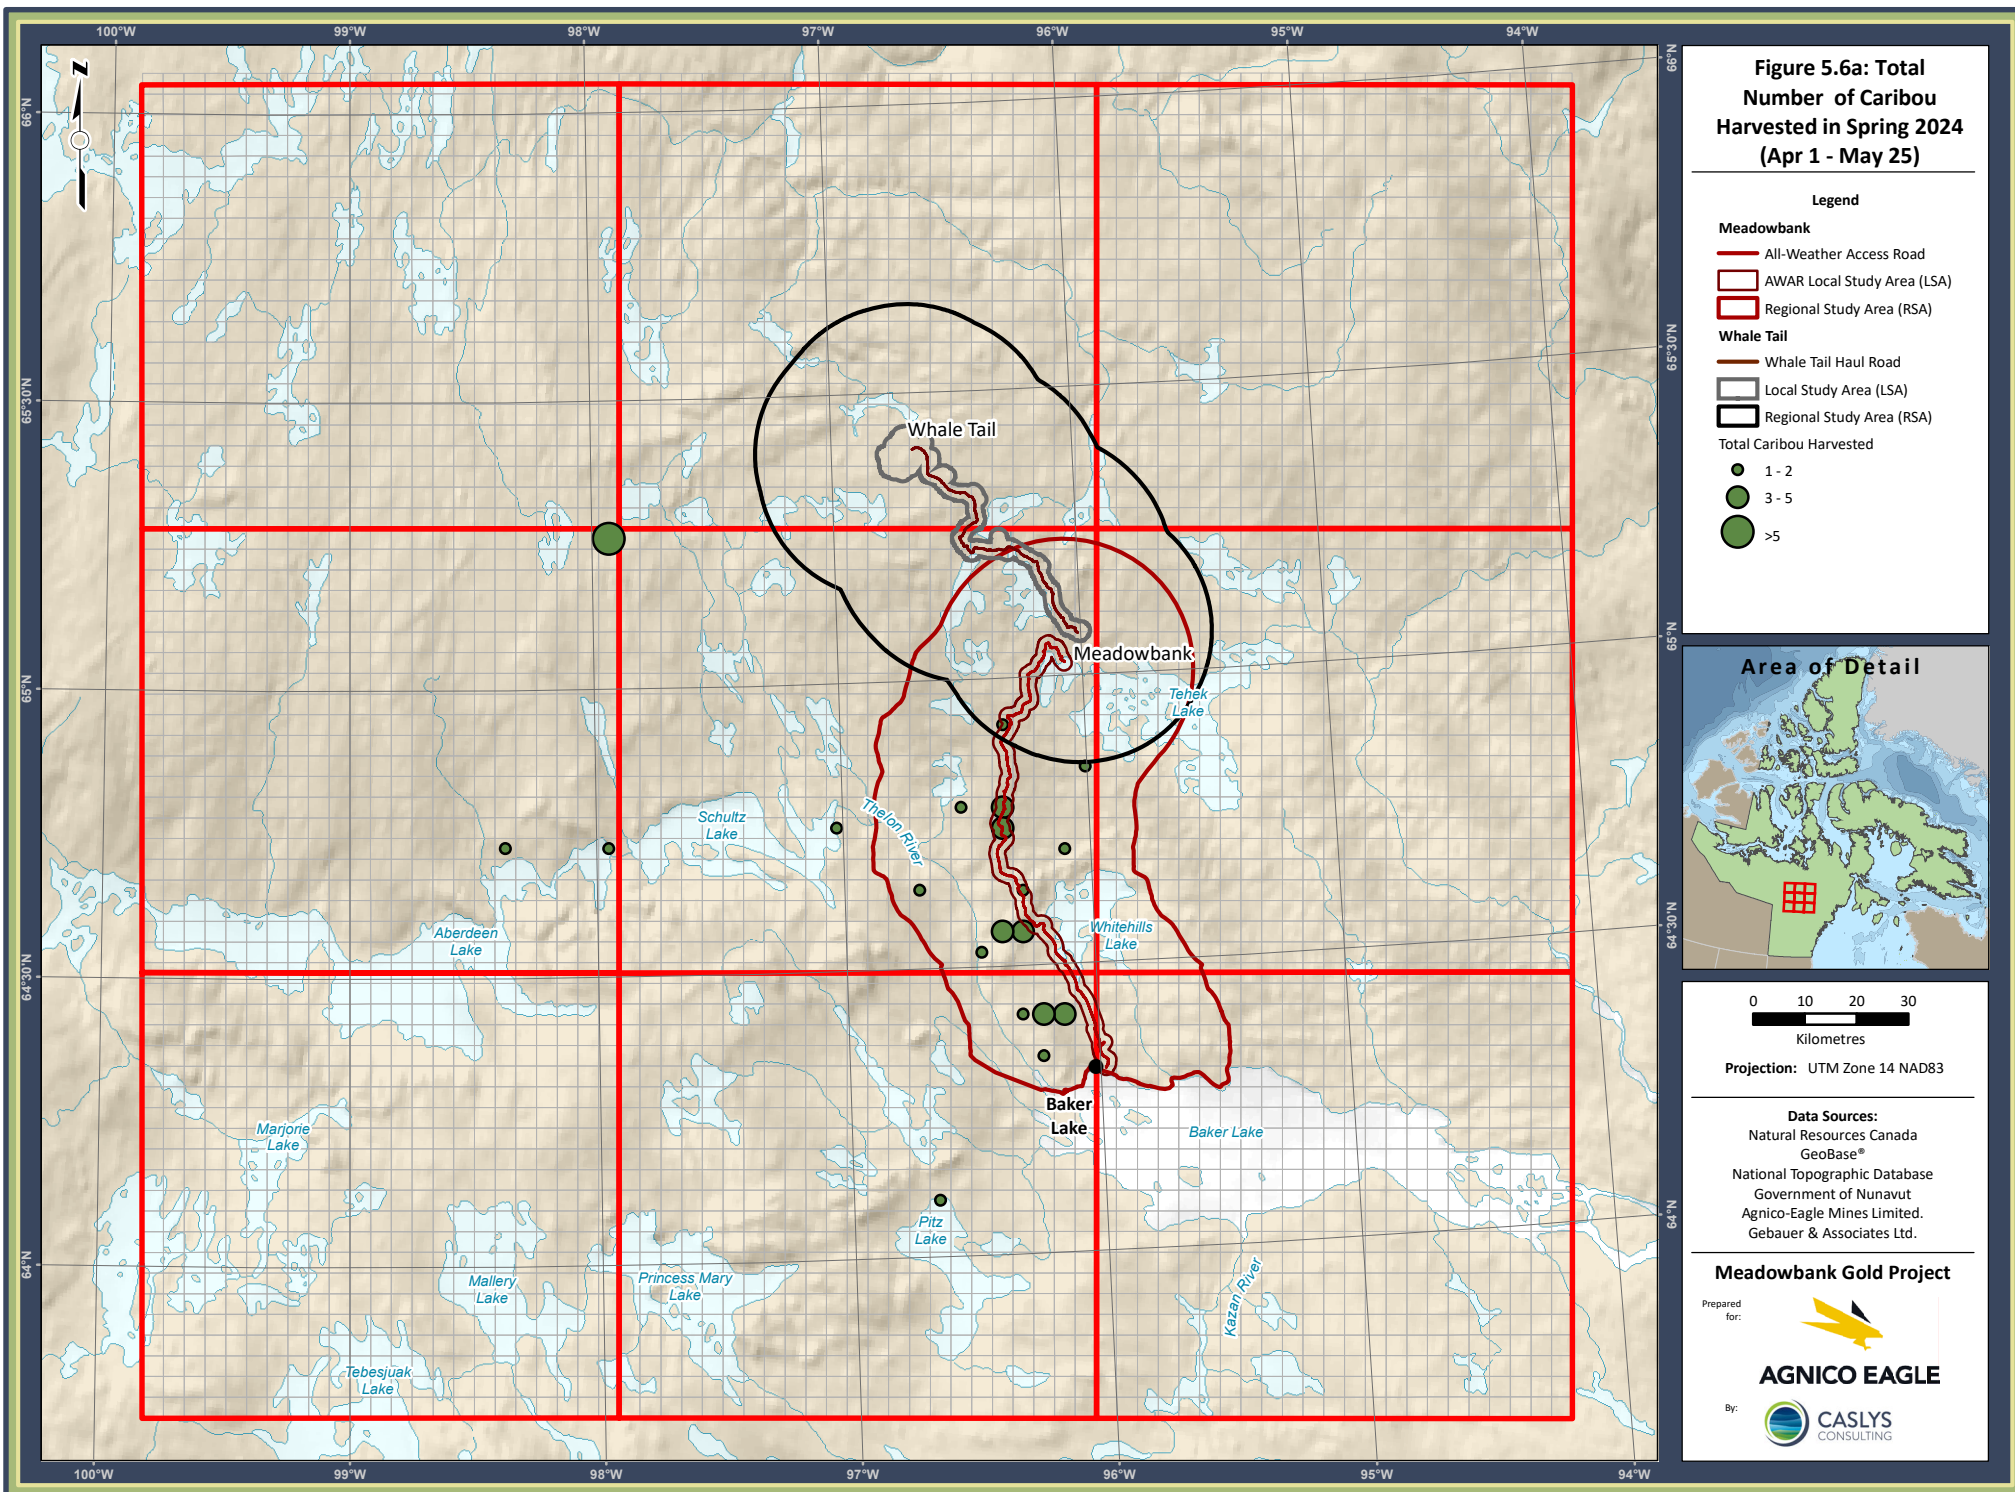 100°W
99°W
98°W
97°W
96°W
95°W
94°W
66°N
65°30'N
65°N
64°30'N
64°N
66°N
65°30'N
65°N
64°30'N
64°N
100°W
99°W
98°W
97°W
96°W
95°W
94°W
N
Whale Tail
Meadowbank
Tehek
Lake
Schultz
Lake
Thelon River
Aberdeen
Lake
Whitehills
Lake
Baker
Lake
Baker Lake
Marjorie
Lake
Pitz
Lake
Mallery
Lake
Princess Mary
Lake
Kazan River
Tebesjuak
Lake
Figure 5.6a: Total
Number of Caribou
Harvested in Spring 2024
(Apr 1 - May 25)
Legend
Meadowbank
All-Weather Access Road
AWAR Local Study Area (LSA)
Regional Study Area (RSA)
Whale Tail
Whale Tail Haul Road
Local Study Area (LSA)
Regional Study Area (RSA)
Total Caribou Harvested
1 - 2
3 - 5
>5
Area of Detail
0 10 20 30
Kilometres
Projection: UTM Zone 14 NAD83
Data Sources:
Natural Resources Canada
GeoBase®
National Topographic Database
Government of Nunavut
Agnico-Eagle Mines Limited.
Gebauer & Associates Ltd.
Meadowbank Gold Project
Prepared
for:
AGNICO EAGLE
By:
CASLYS
CONSULTING